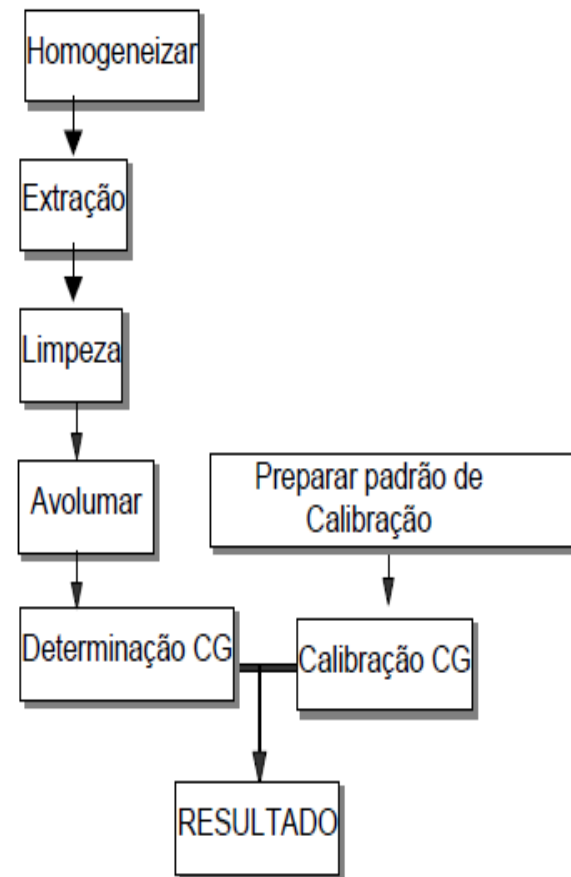 Homogeneizar
Extração
Limpeza
Avolumar
Preparar padrão de
Calibração
Determinação CG
Calibração CG
RESULTADO